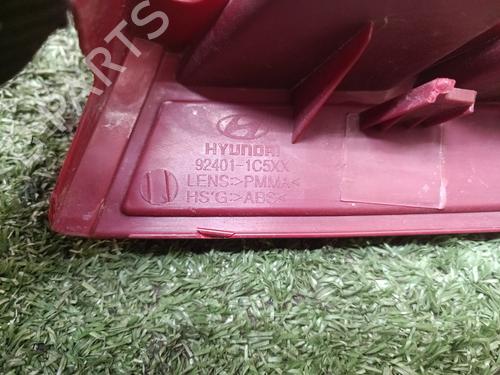 HYUNDAI
92401-1C5XX
LENS>PMMA<
HS'G>ABS<
PARTS